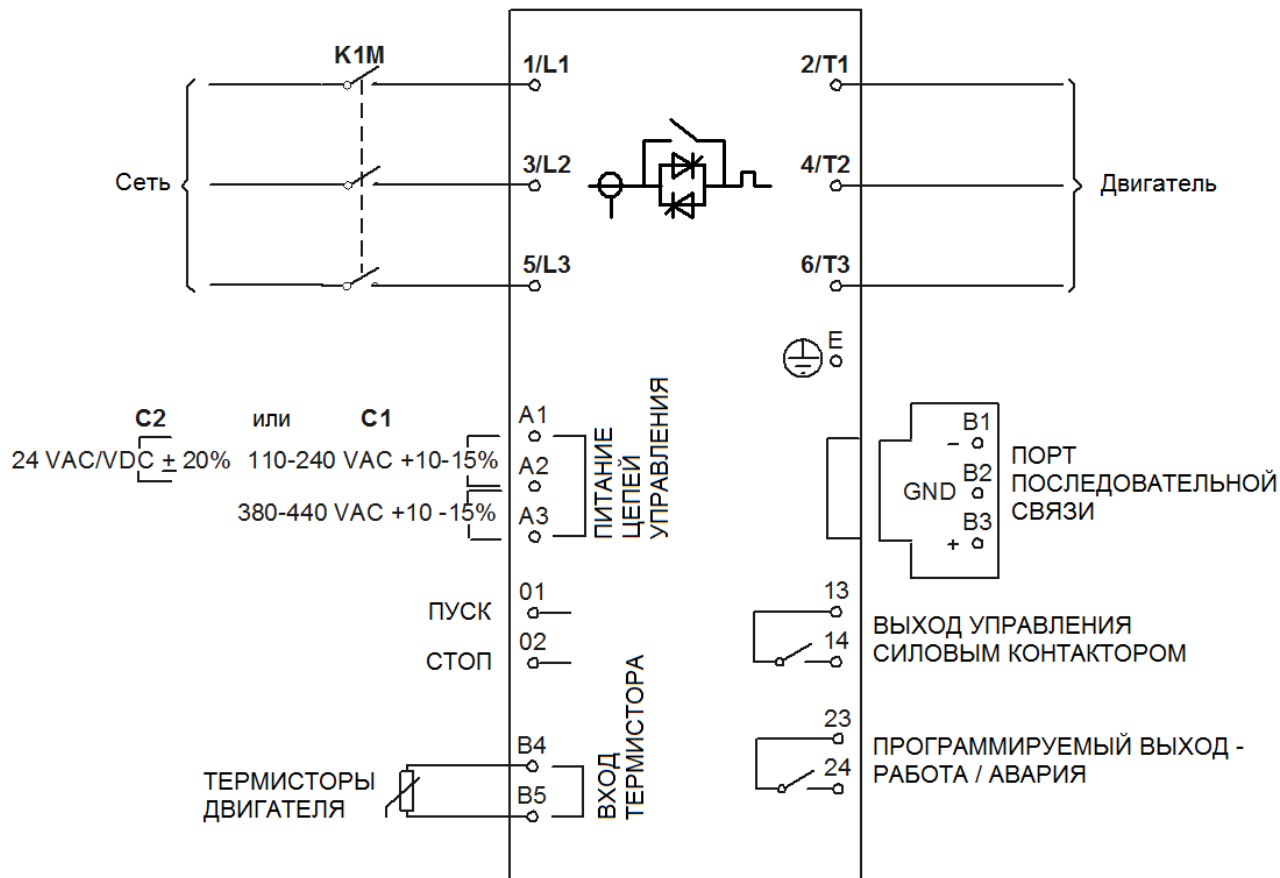 K1M
1/L1
2/T1
3/L2
4/T2
Сеть
Двигатель
5/L3
6/T3
E
C2 или C1
24 VAC/VDC ± 20% 110-240 VAC +10-15%
380-440 VAC +10 -15%
A1
A2
A3
ПИТАНИЕ
ЦЕПЕЙ
УПРАВЛЕНИЯ
B1
−
B2
GND
B3
+
ПОРТ
ПОСЛЕДОВАТЕЛЬНОЙ
СВЯЗИ
01
ПУСК
02
СТОП
13
14
ВЫХОД УПРАВЛЕНИЯ
СИЛОВЫМ КОНТАКТОРОМ
23
24
ПРОГРАММИРУЕМЫЙ ВЫХОД -
РАБОТА / АВАРИЯ
B4
B5
ТЕРМИСТОРЫ
ДВИГАТЕЛЯ
ВХОД
ТЕРМИСТОРА